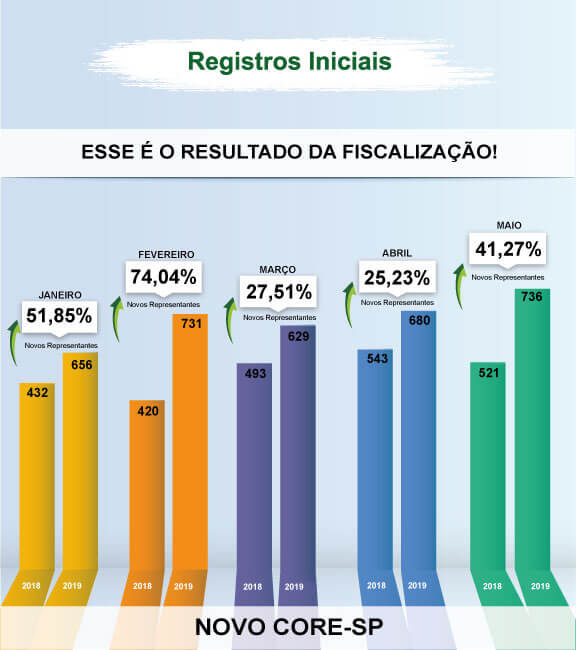 Registros Iniciais
ESSE É O RESULTADO DA FISCALIZAÇÃO!
JANEIRO
51,85%
Novos Representantes
432
656
2018
2019
FEVEREIRO
74,04%
Novos Representantes
420
731
2018
2019
MARÇO
27,51%
Novos Representantes
493
629
2018
2019
ABRIL
25,23%
Novos Representantes
543
680
2018
2019
MAIO
41,27%
Novos Representantes
521
736
2018
2019
NOVO CORE-SP